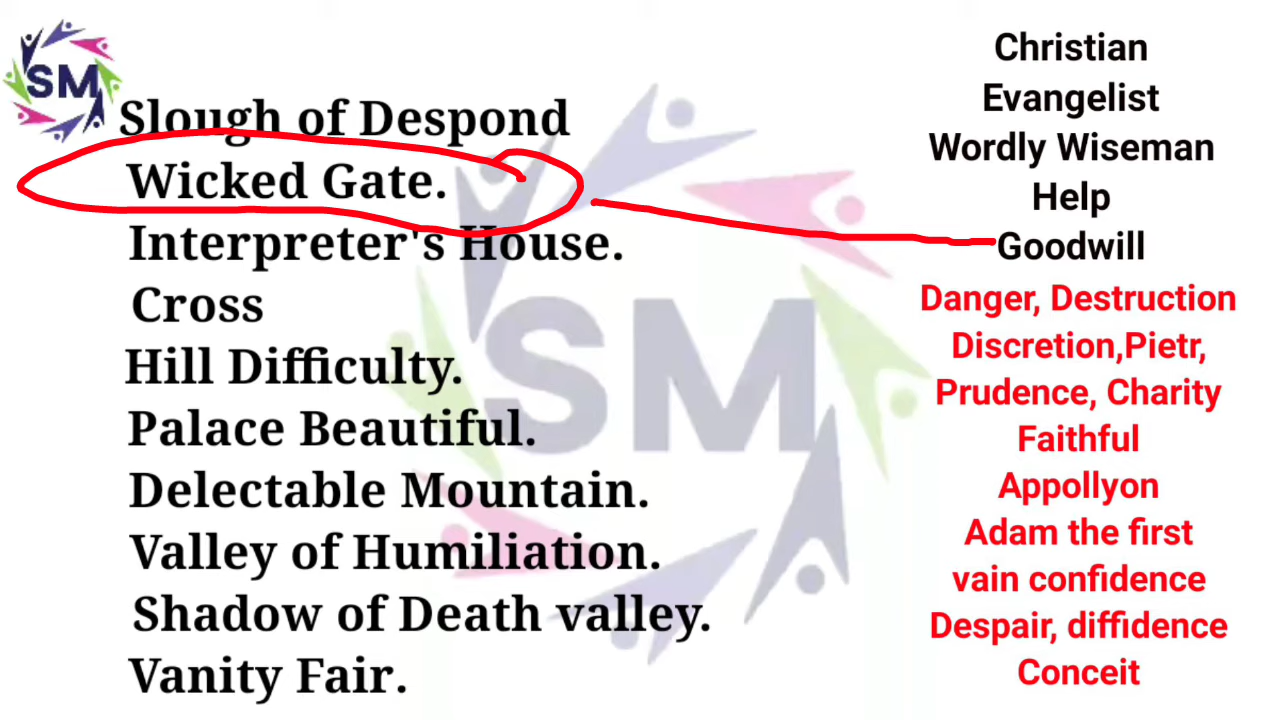 SM
Slough of Despond
Wicked Gate.
Interpreter's House.
Cross
Hill Difficulty.
Palace Beautiful.
Delectable Mountain.
Valley of Humiliation.
Shadow of Death valley.
Vanity Fair.
SM
Christian
Evangelist
Wordly Wiseman
Help
Goodwill
Danger, Destruction
Discretion,Pietr,
Prudence, Charity
Faithful
Appollyon
Adam the first
vain confidence
Despair, diffidence
Conceit